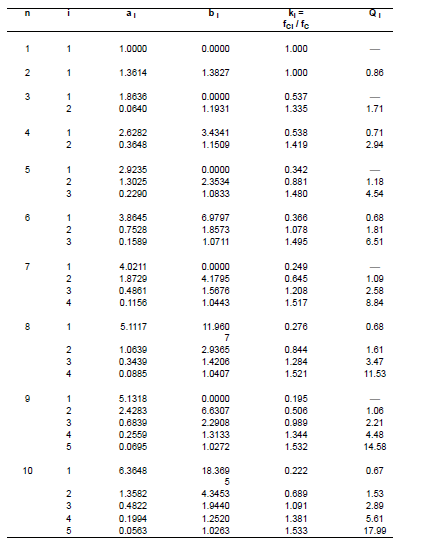 n i a I b I k I = Q I
f CI / f C
1 1 1.0000 0.0000 1.000 —
2 1 1.3614 1.3827 1.000 0.86
3 1 1.8636 0.0000 0.537 —
2 0.0640 1.1931 1.335 1.71
4 1 2.6282 3.4341 0.538 0.71
2 0.3648 1.1509 1.419 2.94
5 1 2.9235 0.0000 0.342 —
2 1.3025 2.3534 0.881 1.18
3 0.2290 1.0833 1.480 4.54
6 1 3.8645 6.9797 0.366 0.68
2 0.7528 1.8573 1.078 1.81
3 0.1589 1.0711 1.495 6.51
7 1 4.0211 0.0000 0.249 —
2 1.8729 4.1795 0.645 1.09
3 0.4861 1.5676 1.208 2.58
4 0.1156 1.0443 1.517 8.84
8 1 5.1117 11.960 0.276 0.68
7
2 1.0639 2.9365 0.844 1.61
3 0.3439 1.4206 1.284 3.47
4 0.0885 1.0407 1.521 11.53
9 1 5.1318 0.0000 0.195 —
2 2.4283 6.6307 0.506 1.06
3 0.6839 2.2908 0.989 2.21
4 0.2559 1.3133 1.344 4.48
5 0.0695 1.0272 1.532 14.58
10 1 6.3648 18.369 0.222 0.67
5
2 1.3582 4.3453 0.689 1.53
3 0.4822 1.9440 1.091 2.89
4 0.1994 1.2520 1.381 5.61
5 0.0563 1.0263 1.533 17.99